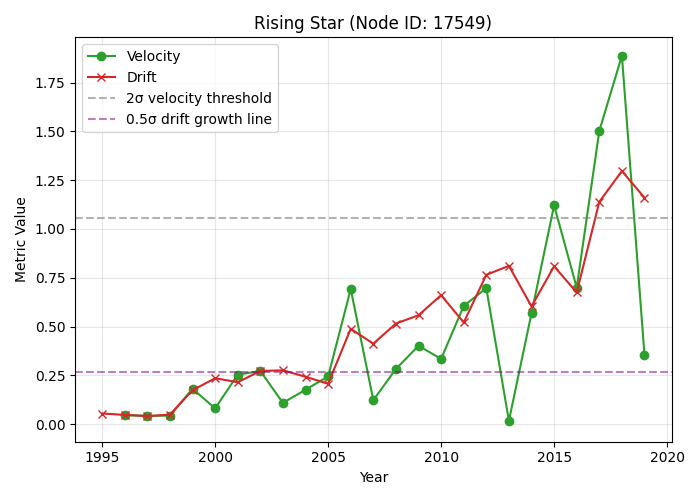 Rising Star (Node ID: 17549)
Velocity
Drift
2σ velocity threshold
0.5σ drift growth line
Metric Value
1.75
1.50
1.25
1.00
0.75
0.50
0.25
0.00
1995 2000 2005 2010 2015 2020
Year